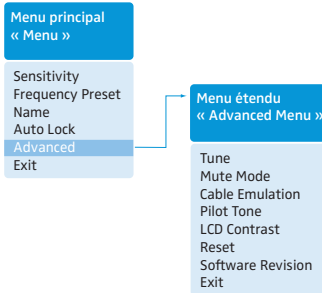 Menu principal
« Menu »
Sensitivity
Frequency Preset
Name
Auto Lock
Advanced
Exit
Menu étendu
« Advanced Menu »
Tune
Mute Mode
Cable Emulation
Pilot Tone
LCD Contrast
Reset
Software Revision
Exit